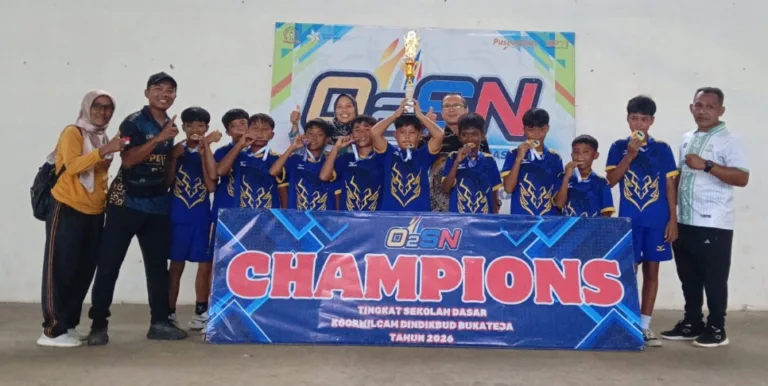 O2SN
O2SN
CHAMPIONS
TINGKAT SEKOLAH DASAR
KOORWILCAM DINDIKBUD BUKATEJA
TAHUN 2026